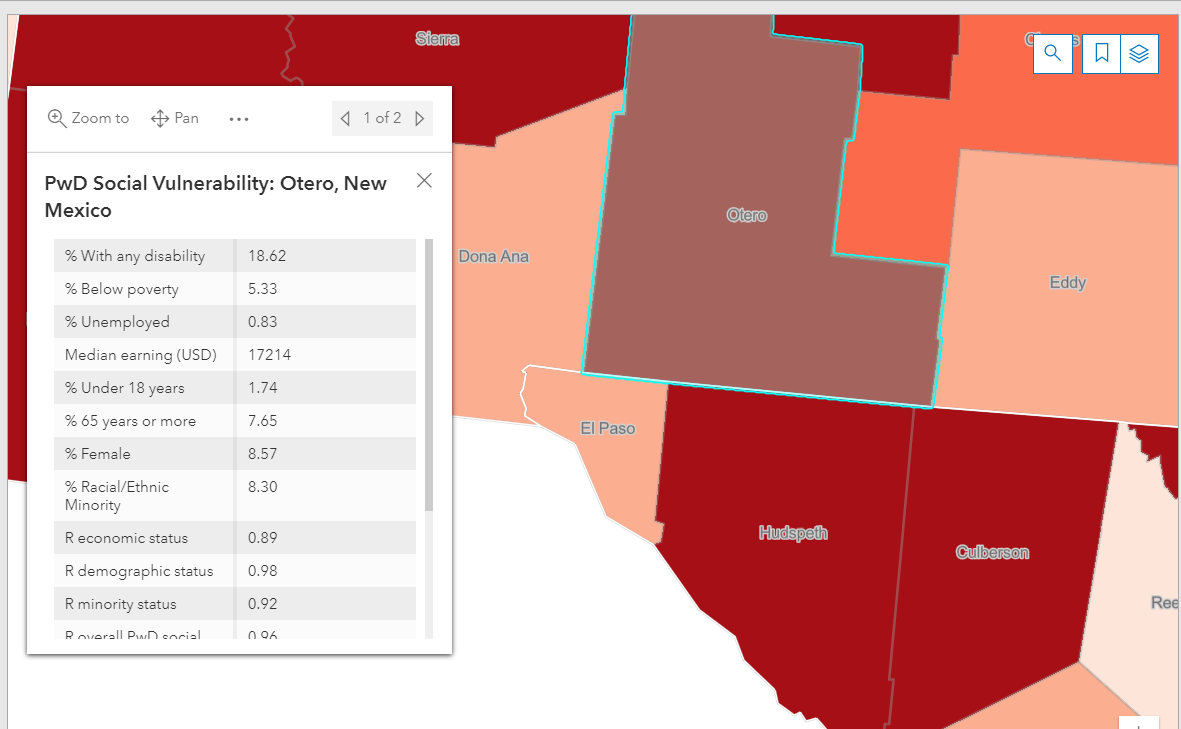 Sierra
Zoom to
Pan
1 of 2
PwD Social Vulnerability: Otero, New
Mexico
% With any disability 18.62
% Below poverty 5.33
% Unemployed 0.83
Median earning (USD) 17214
% Under 18 years 1.74
% 65 years or more 7.65
% Female 8.57
% Racial/Ethnic 8.30
Minority
R economic status 0.89
R demographic status 0.98
R minority status 0.92
R overall PwD social 0.96
Otero
Dona Ana
Eddy
El Paso
Hudspeth
Culberson
Ree